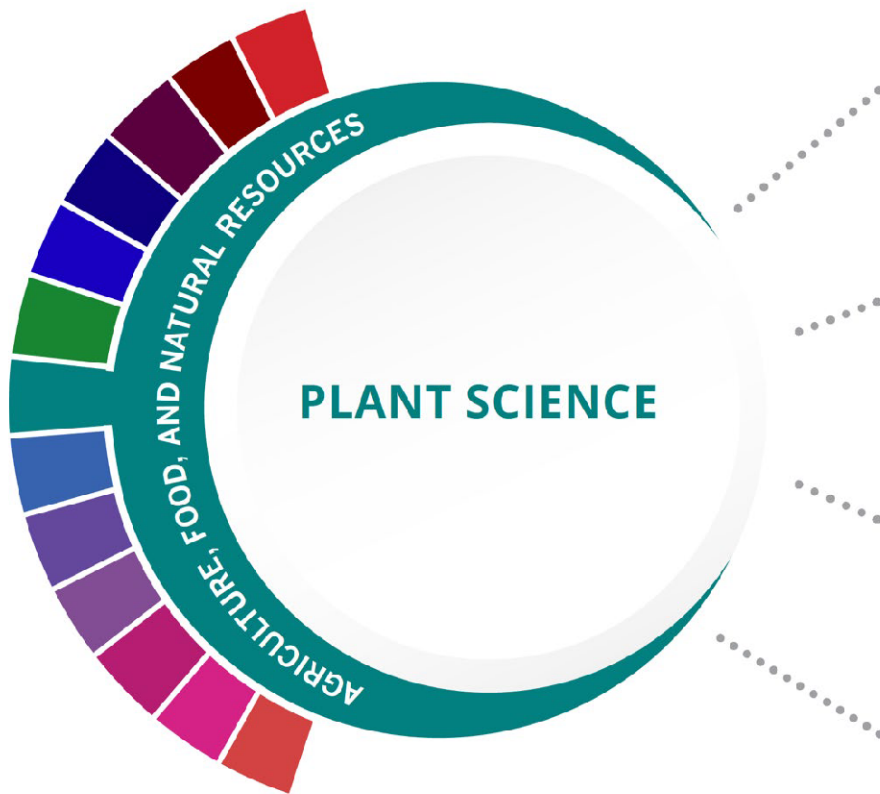 AGRICULTURE, FOOD, AND NATURAL RESOURCES
PLANT SCIENCE